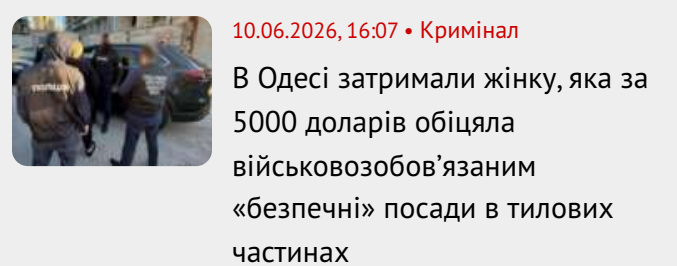 10.06.2026, 16:07 • Кримінал
В Одесі затримали жінку, яка за
5000 доларів обіцяла
військовозобов’язаним
«безпечні» посади в тилових
частинах